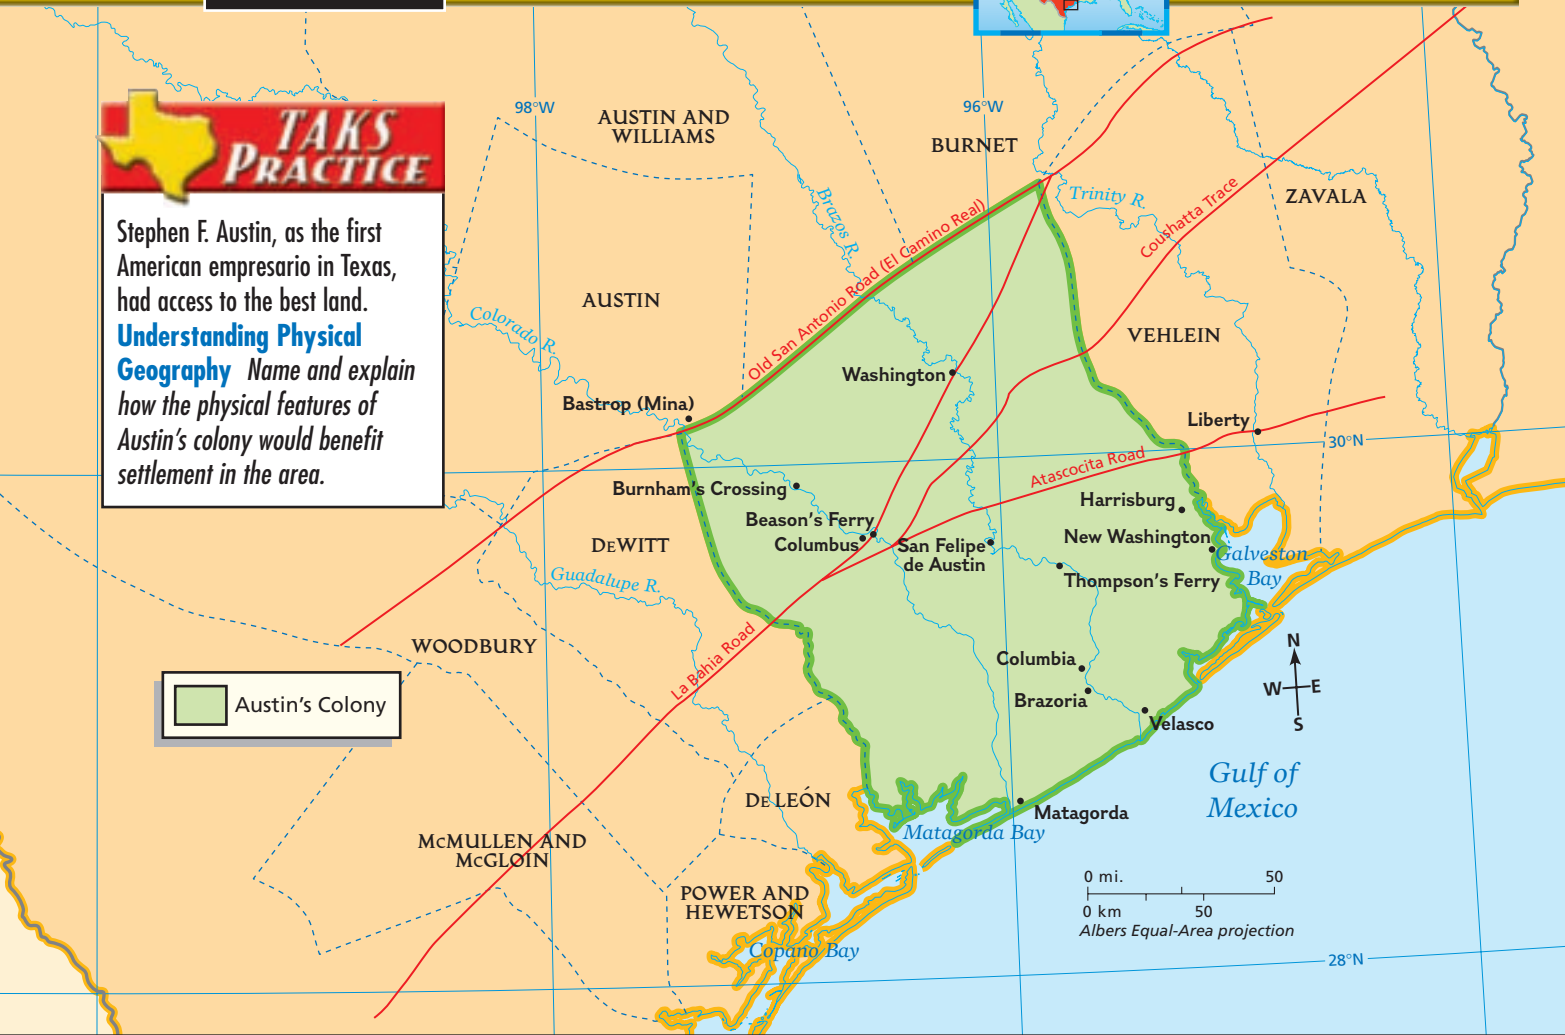 TAKS
PRACTICE
Stephen F. Austin, as the first
American empresario in Texas,
had access to the best land.
Understanding Physical
Geography Name and explain
how the physical features of
Austin's colony would benefit
settlement in the area.
98°W
96°W
AUSTIN AND
WILLIAMS
BURNET
ZAVALA
Trinity R.
Coushatta Trace
Brazos R.
Old San Antonio Road (El Camino Real)
AUSTIN
Colorado R.
VEHLEIN
Washington
Bastrop (Mina)
Liberty
30°N
Atascocita Road
Burnham's Crossing
Harrisburg
Beason's Ferry
Columbus
San Felipe
de Austin
New Washington
Galveston
Bay
DEWITT
Guadalupe R.
Thompson's Ferry
WOODBURY
La Bahia Road
Columbia
Brazoria
Velasco
N
W
E
S
Austin's Colony
Gulf of
Mexico
DE LEÓN
Matagorda
Matagorda Bay
MCMULLEN AND
MCGLOIN
POWER AND
HEWETSON
Copano Bay
0 mi. 50
0 km 50
Albers Equal-Area projection
28°N